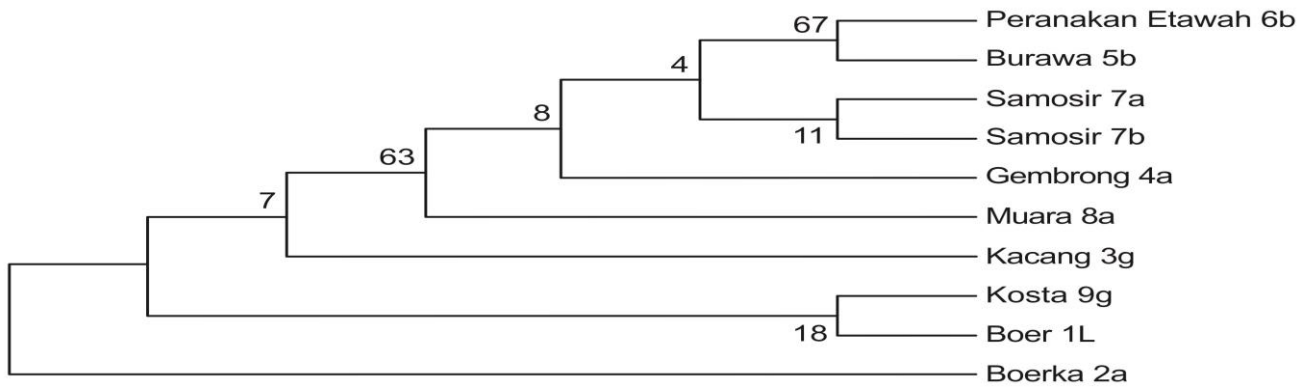 67 Peranakan Etawah 6b
4 Burawa 5b
8 Samosir 7a
11 Samosir 7b
63 Gembrong 4a
7 Muara 8a
Kacang 3g
Kosta 9g
18 Boer 1L
Boerka 2a